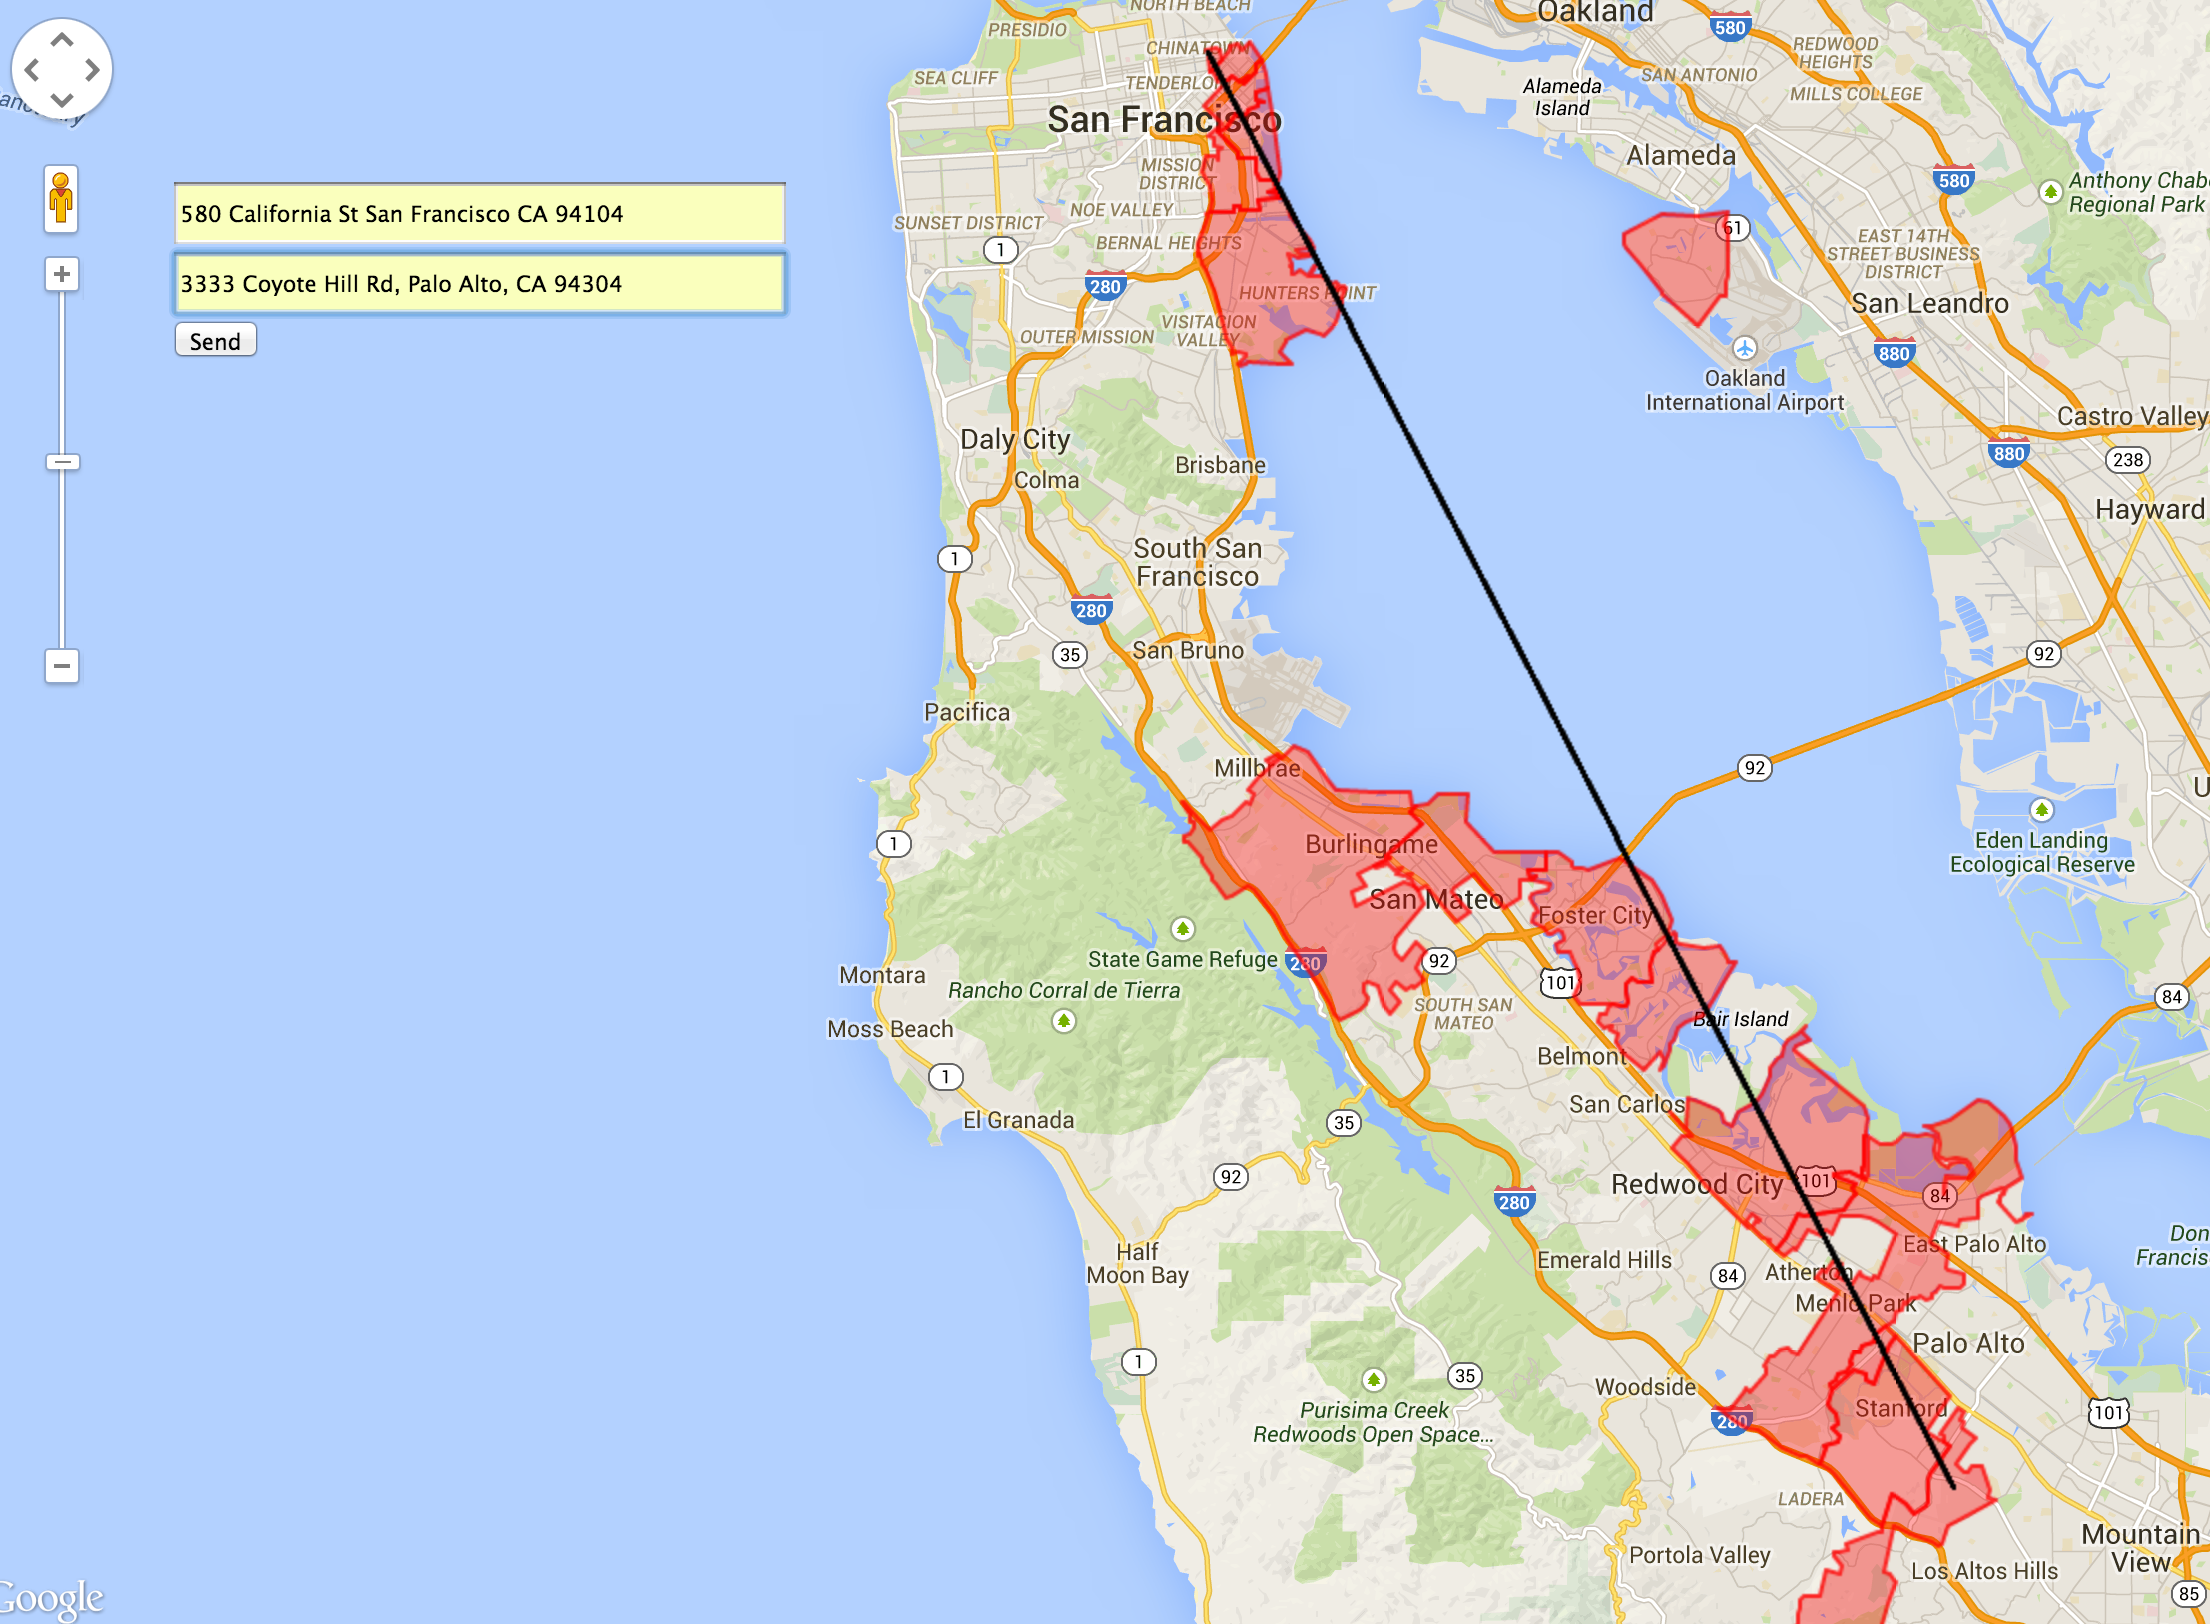 NORTH BEACH
Oakland
PRESIDIO
580
CHINATOWN
REDWOOD
HEIGHTS
SEA CLIFF
TENDERLO
SAN ANTONIO
Alameda
Island
MILLS COLLEGE
San Francisco
Alameda
MISSION
DISTRICT
580
Anthony Chab
Regional Park
580 California St San Francisco CA 94104
NOE VALLEY
SUNSET DISTRICT
61
EAST 14TH
STREET BUSINESS
DISTRICT
1
BERNAL HEIGHTS
3333 Coyote Hill Rd, Palo Alto, CA 94304
280
HUNTERS POINT
San Leandro
VISITACION
VALLEY
OUTER MISSION
Send
880
Oakland
International Airport
Castro Valley
Daly City
880
238
Brisbane
Colma
Hayward
South San
Francisco
1
280
35
San Bruno
92
Pacifica
Millbrae
92
U
1
Burlingame
Eden Landing
Ecological Reserve
San Mateo
Foster City
State Game Refuge
280
92
Montara
Rancho Corral de Tierra
101
84
SOUTH SAN
MATEO
Bair Island
Moss Beach
Belmont
1
San Carlos
El Granada
35
92
Redwood City
101
84
280
Don
Francis
Half
Moon Bay
Emerald Hills
East Palo Alto
84
Atherton
Menlo Park
Palo Alto
1
35
Woodside
Purisima Creek
Redwoods Open Space...
280
Stanford
101
LADERA
Mountain
View
Portola Valley
Los Altos Hills
Google
85